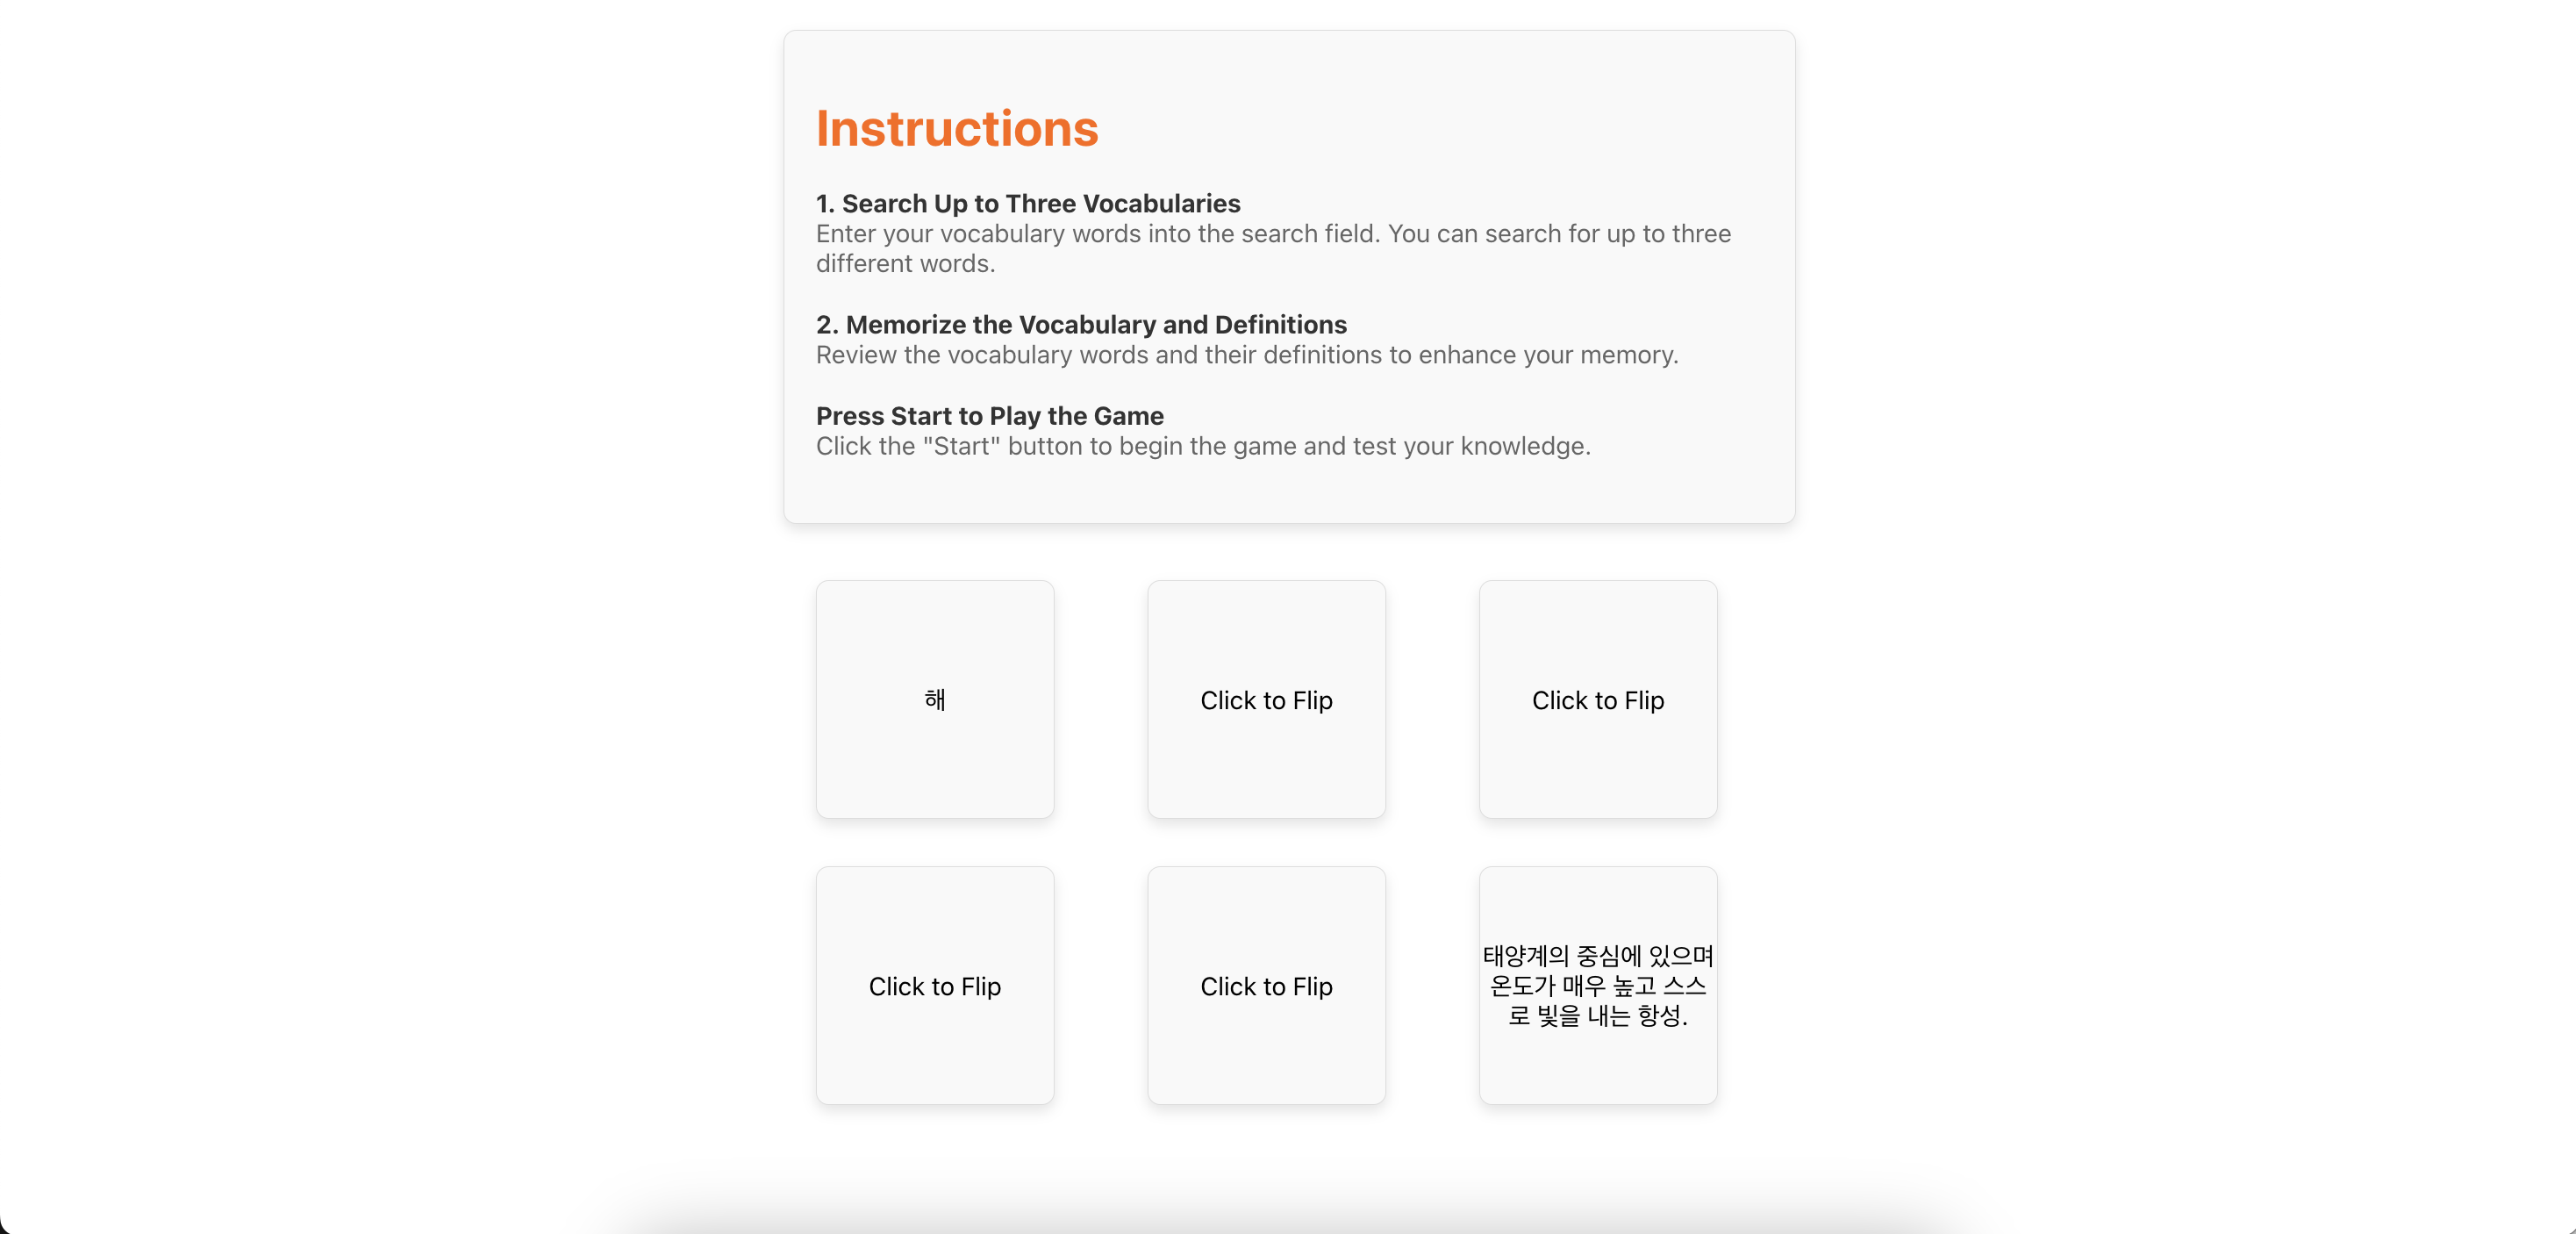 Instructions
1. Search Up to Three Vocabularies
Enter your vocabulary words into the search field. You can search for up to three
different words.
2. Memorize the Vocabulary and Definitions
Review the vocabulary words and their definitions to enhance your memory.
Press Start to Play the Game
Click the "Start" button to begin the game and test your knowledge.
해
Click to Flip
Click to Flip
Click to Flip
Click to Flip
태양계의 중심에 있으며
온도가 매우 높고 스스
로 빛을 내는 항성.